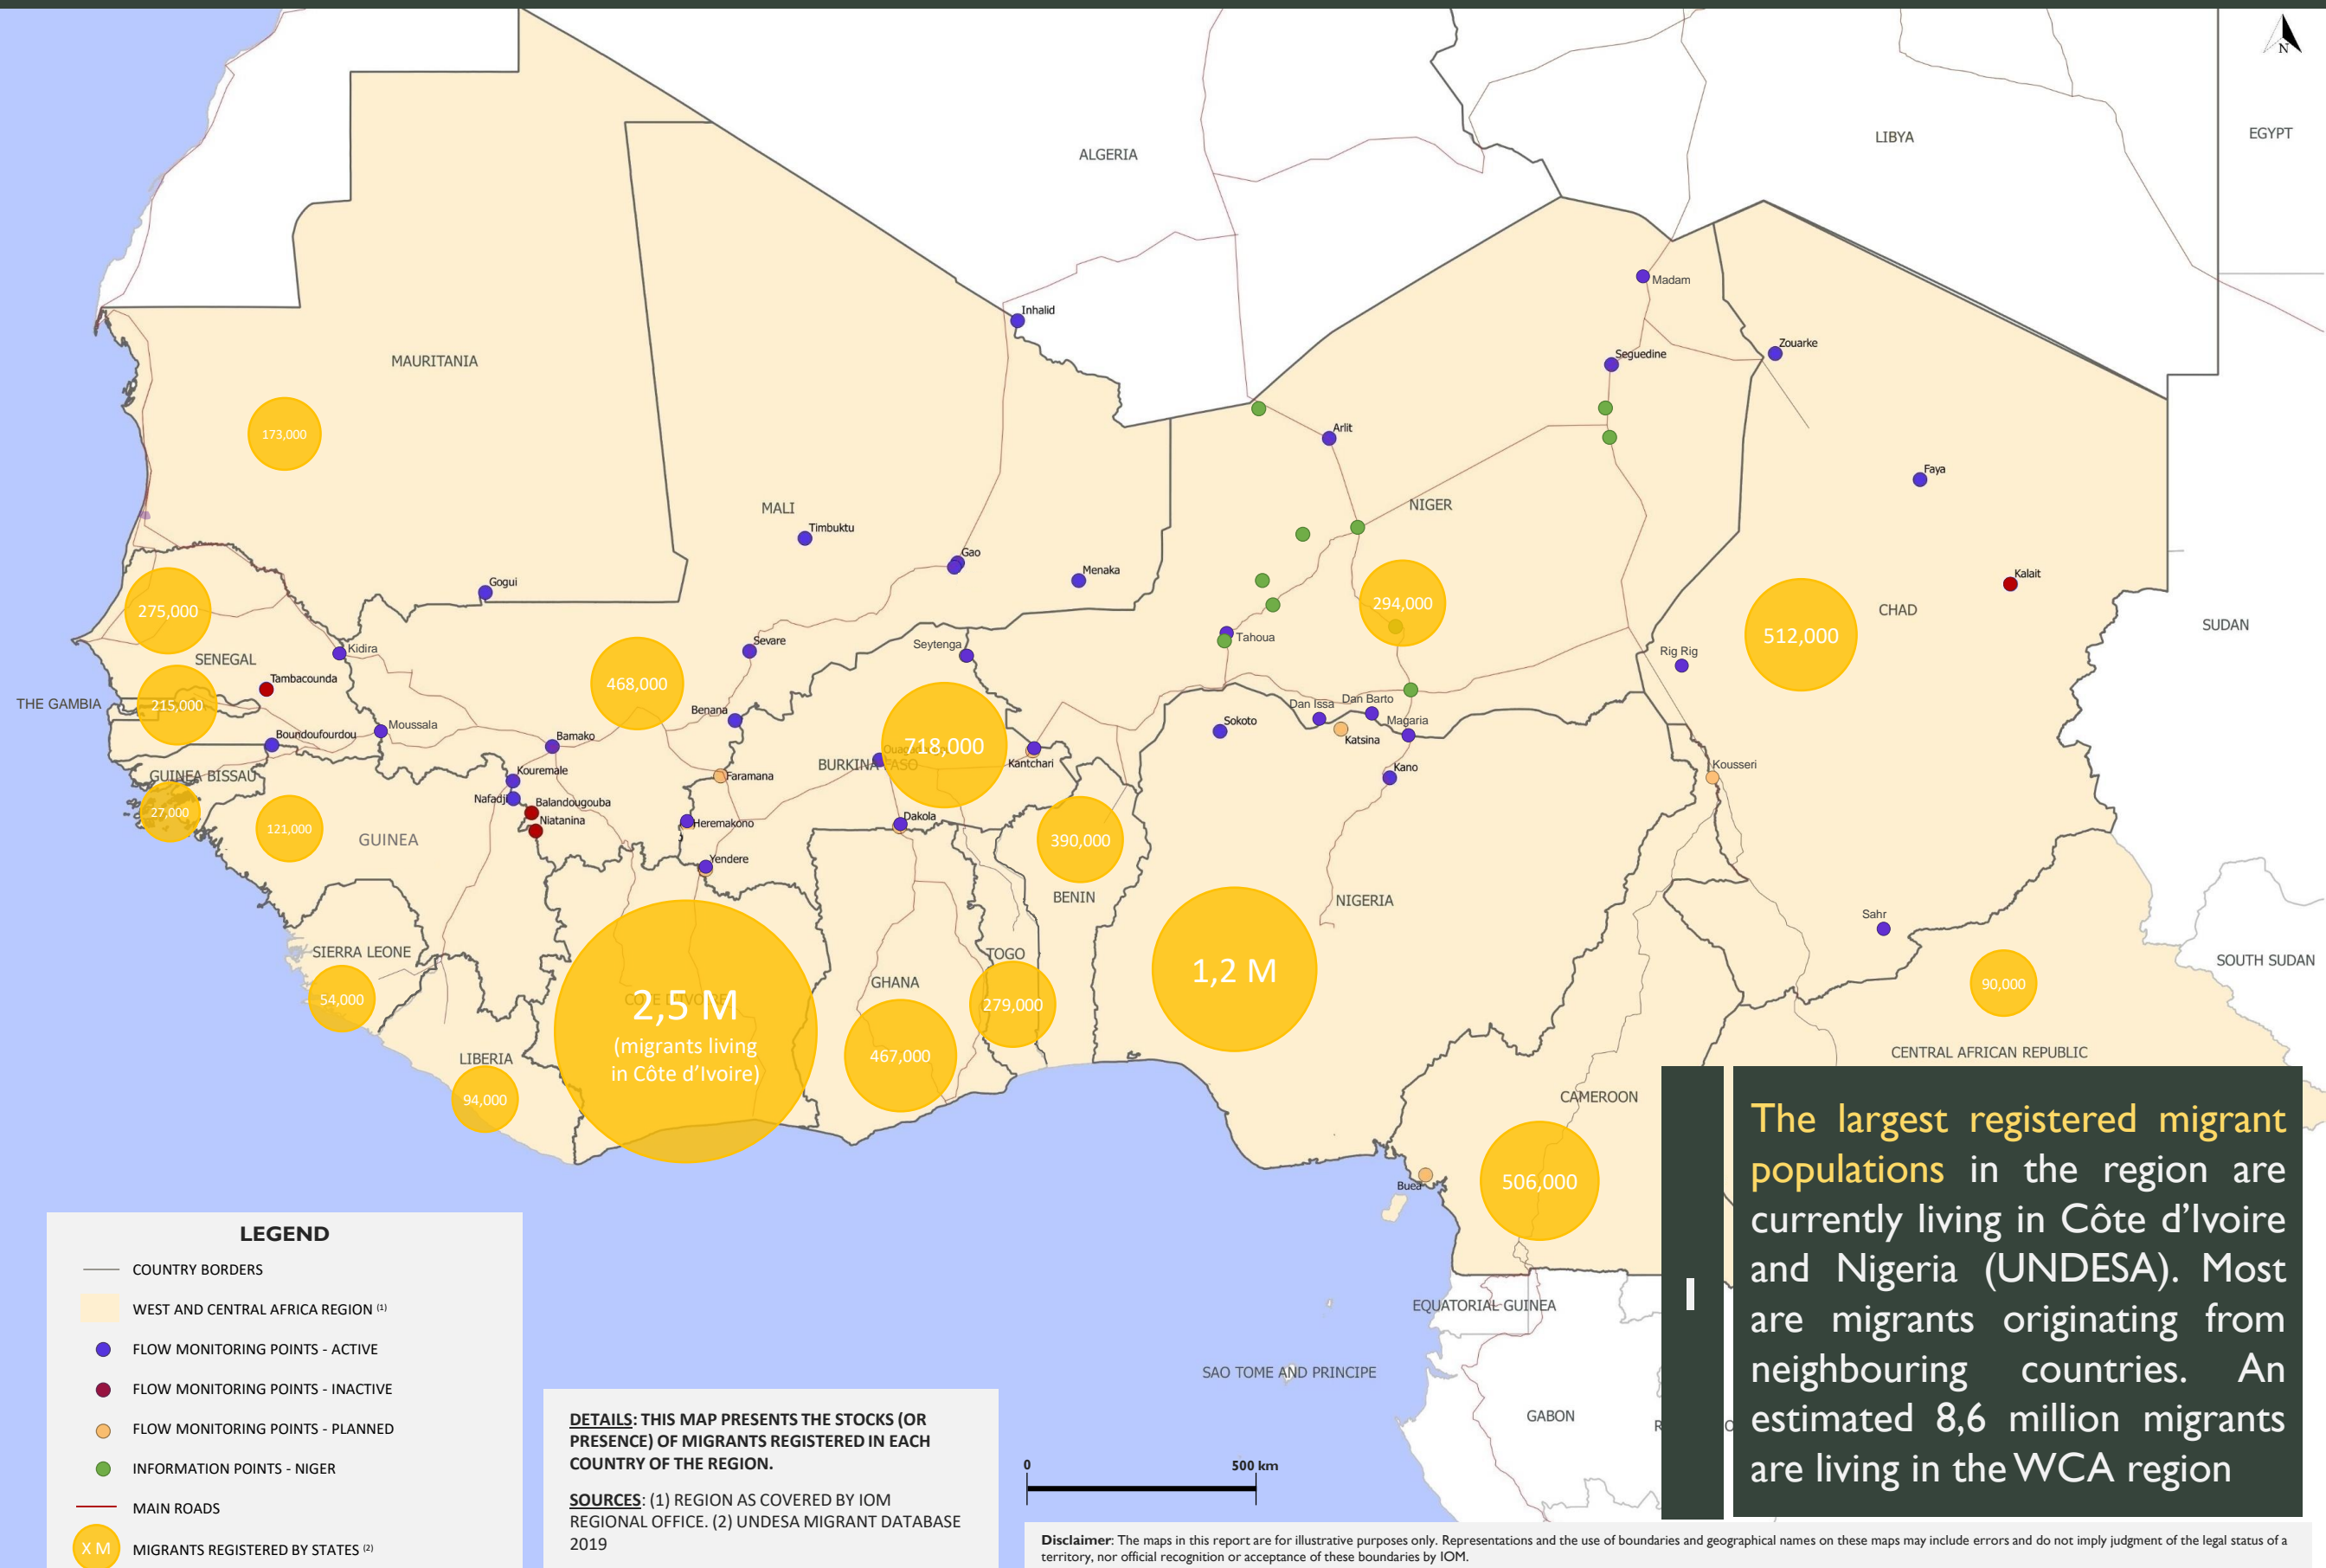 N
ALGERIA
LIBYA
EGYPT
Madam
Inhalid
Zouarke
MAURITANIA
Seguedine
Arlit
173,000
Faya
NIGER
MALI
Timbuktu
Gao
Menaka
Kalait
Gogui
275,000
294,000
CHAD
SUDAN
512,000
Tahoua
Sevare
Seytenga
Kidira
Rig Rig
SENEGAL
Tambacounda
468,000
THE GAMBIA
215,000
Benana
Dan Issa
Dan Barto
Sokoto
Magaria
Moussala
Boundoufourdou
Bamako
Katsina
718,000
BURKINA FASO
Kantchari
Kousseri
GUINEA BISSAU
Kouremale
Faramana
Kano
Nafadji
Balandougouba
27,000
Niatanina
Heremakono
Dakola
121,000
GUINEA
390,000
Yendere
BENIN
NIGERIA
Sahr
SIERRA LEONE
TOGO
SOUTH SUDAN
1,2 M
GHANA
90,000
54,000
CÔTE D'IVOIRE
2,5 M
(migrants living
in Côte d'Ivoire)
279,000
467,000
LIBERIA
CENTRAL AFRICAN REPUBLIC
94,000
CAMEROON
Buea
506,000
EQUATORIAL GUINEA
SAO TOME AND PRINCIPE
GABON
I
The largest registered migrant
populations in the region are
currently living in Côte d'Ivoire
and Nigeria (UNDESA). Most
are migrants originating from
neighbouring countries. An
estimated 8,6 million migrants
are living in the WCA region
LEGEND
COUNTRY BORDERS
WEST AND CENTRAL AFRICA REGION (1)
FLOW MONITORING POINTS - ACTIVE
FLOW MONITORING POINTS - INACTIVE
FLOW MONITORING POINTS - PLANNED
INFORMATION POINTS - NIGER
MAIN ROADS
X M
MIGRANTS REGISTERED BY STATES (2)
DETAILS: THIS MAP PRESENTS THE STOCKS (OR
PRESENCE) OF MIGRANTS REGISTERED IN EACH
COUNTRY OF THE REGION.
SOURCES: (1) REGION AS COVERED BY IOM
REGIONAL OFFICE. (2) UNDESA MIGRANT DATABASE
2019
0
500 km
Disclaimer: The maps in this report are for illustrative purposes only. Representations and the use of boundaries and geographical names on these maps may include errors and do not imply judgment of the legal status of a
territory, nor official recognition or acceptance of these boundaries by IOM.